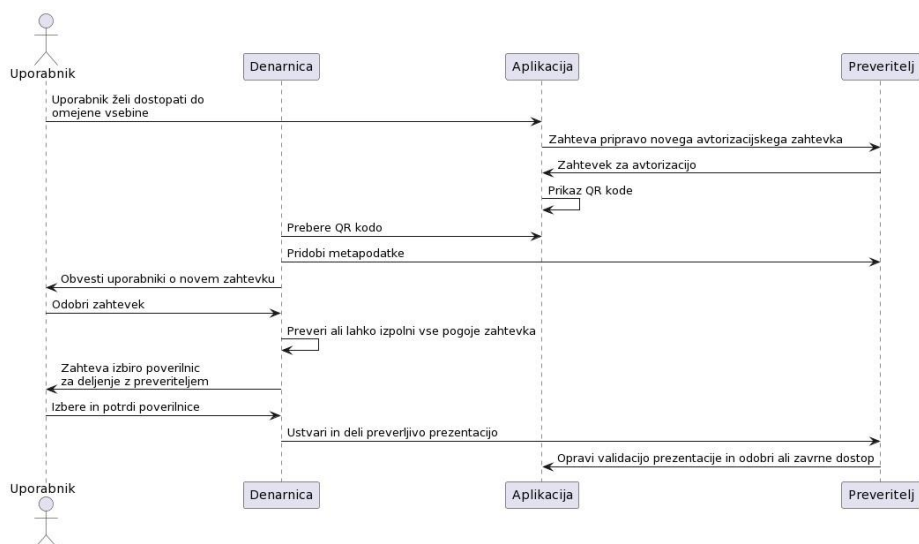 Uporabnik
Denarnica
Aplikacija
Preveritelj
Uporabnik želi dostopati do
omejene vsebine
Zahteva pripravo novega avtorizacijskega zahtevka
Zahtevek za avtorizacijo
Prikaz QR kode
Prebere QR kodo
Pridobi metapodatke
Obvesti uporabniki o novem zahtevku
Odobri zahtevek
Preveri ali lahko izpolni vse pogoje zahtevka
Zahteva izbiro poverilnic
za deljenje z preveriteljem
Izbere in potrdi poverilnice
Ustvari in deli preverljivo prezentacijo
Opravi validacijo prezentacije in odobri ali zavrne dostop
Uporabnik
Denarnica
Aplikacija
Preveritelj